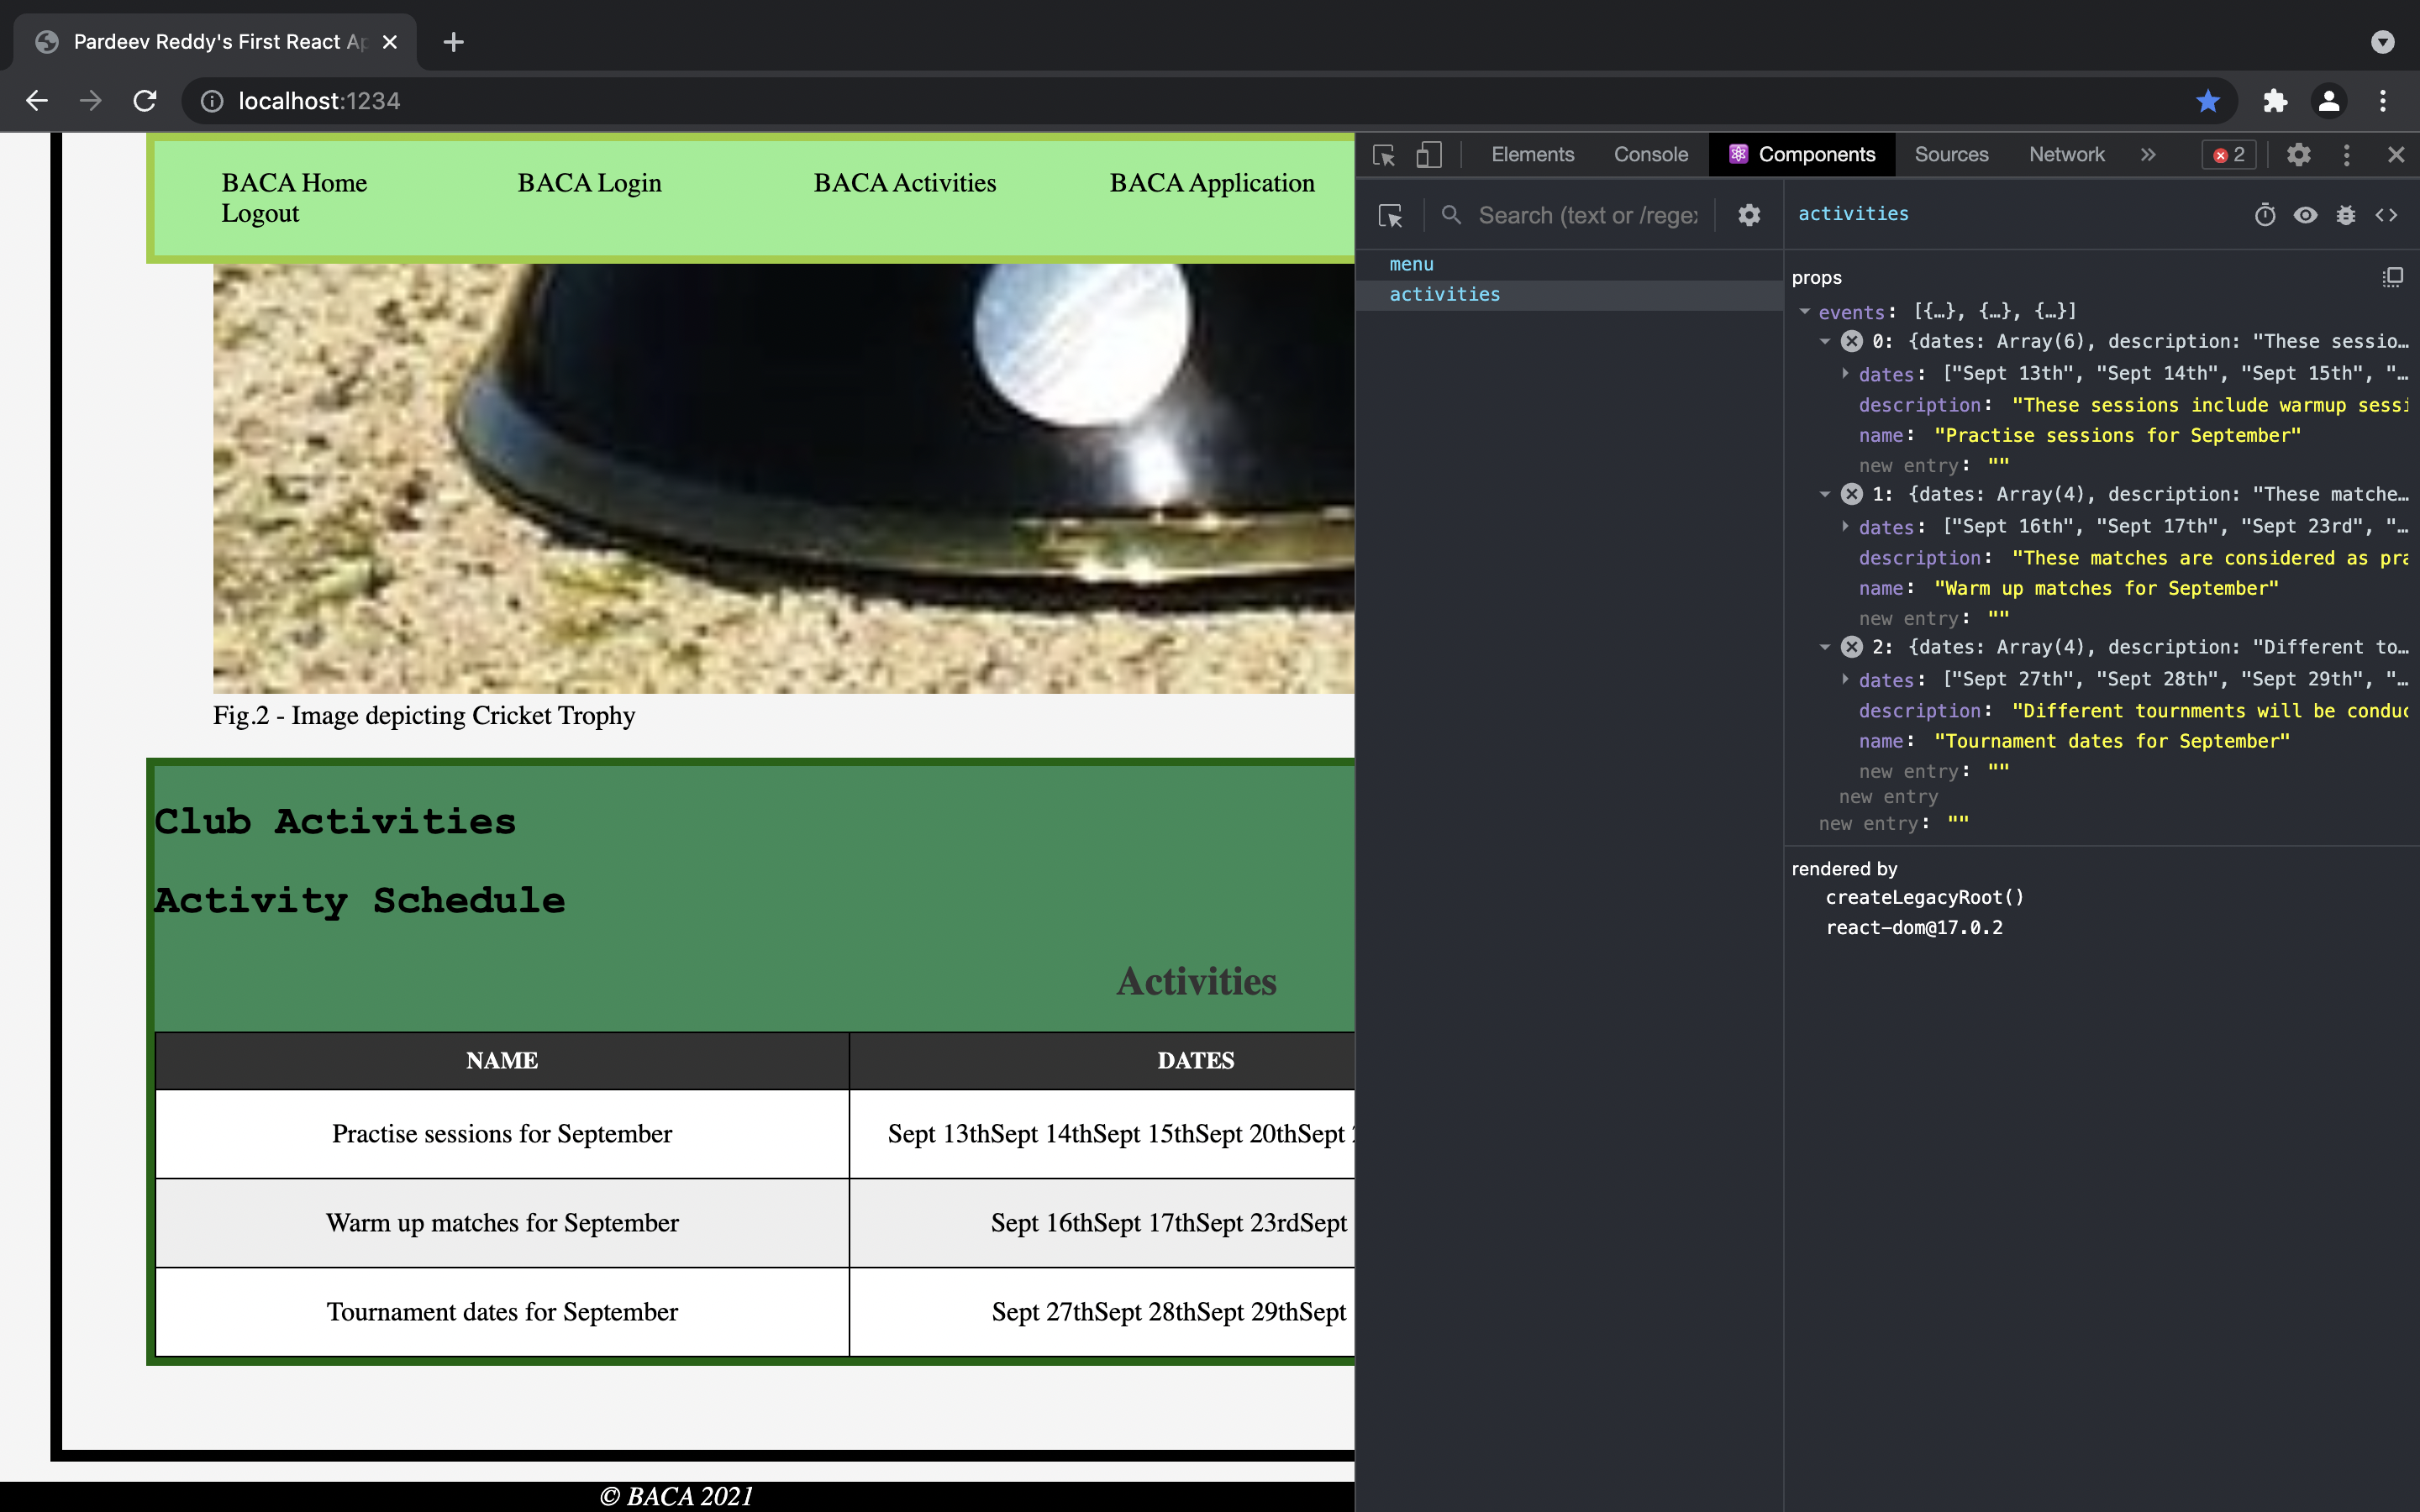 Pardeev Reddy's First React Ap
localhost:1234
BACA Home
BACA Login
BACA Activities
BACA Application
Logout
Fig.2 - Image depicting Cricket Trophy
Club Activities
Activity Schedule
Activities
NAME
DATES
Practise sessions for September
Sept 13thSept 14thSept 15thSept 20thSept
Warm up matches for September
Sept 16thSept 17thSept 23rdSept
Tournament dates for September
Sept 27thSept 28thSept 29thSept
© BACA 2021
Elements
Console
Components
Sources
Network
2
Search (text or /regex
menu
activities
activities
props
events: [{…}, {…}, {…}]
0: {dates: Array(6), description: "These sessio…
dates: ["Sept 13th", "Sept 14th", "Sept 15th", "…
description: "These sessions include warmup sessi
name: "Practise sessions for September"
new entry: ""
1: {dates: Array(4), description: "These matche…
dates: ["Sept 16th", "Sept 17th", "Sept 23rd", "…
description: "These matches are considered as pra
name: "Warm up matches for September"
new entry: ""
2: {dates: Array(4), description: "Different to…
dates: ["Sept 27th", "Sept 28th", "Sept 29th", "…
description: "Different tournments will be conduc
name: "Tournament dates for September"
new entry: ""
new entry
new entry: ""
rendered by
createLegacyRoot()
react-dom@17.0.2